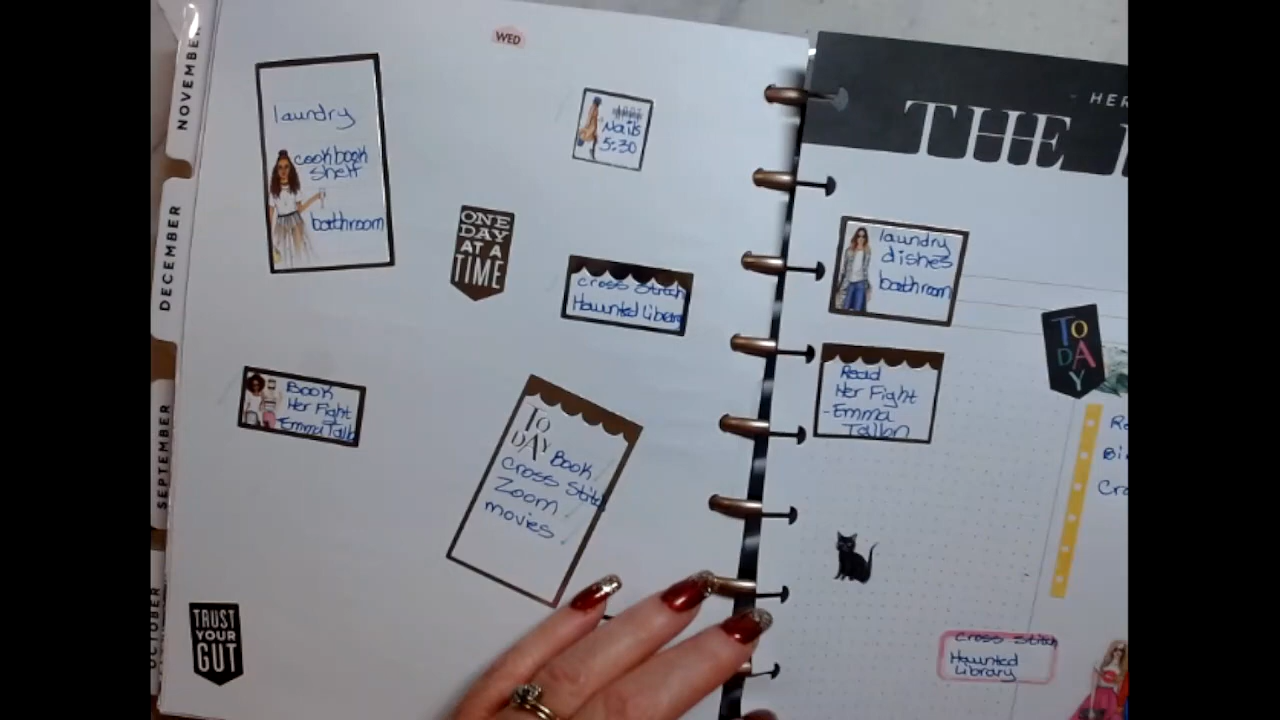 NOVEMBER
DECEMBER
SEPTEMBER
OCTOBER
WED
laundry
cookbook
shelf
bathroom
Nails
5:30
ONE
DAY
AT A
TIME
cross stitch
Haunted Library
Book
Her Fight
Emma Tallon
TO
DAY
Book
cross stitch
Zoom
movies
TRUST
YOUR
GUT
HER
THE
laundry
dishes
bathroom
Read
Her Fight
-Emma
Tallon
TO
DA
Y
Cross stitch
Haunted
Library